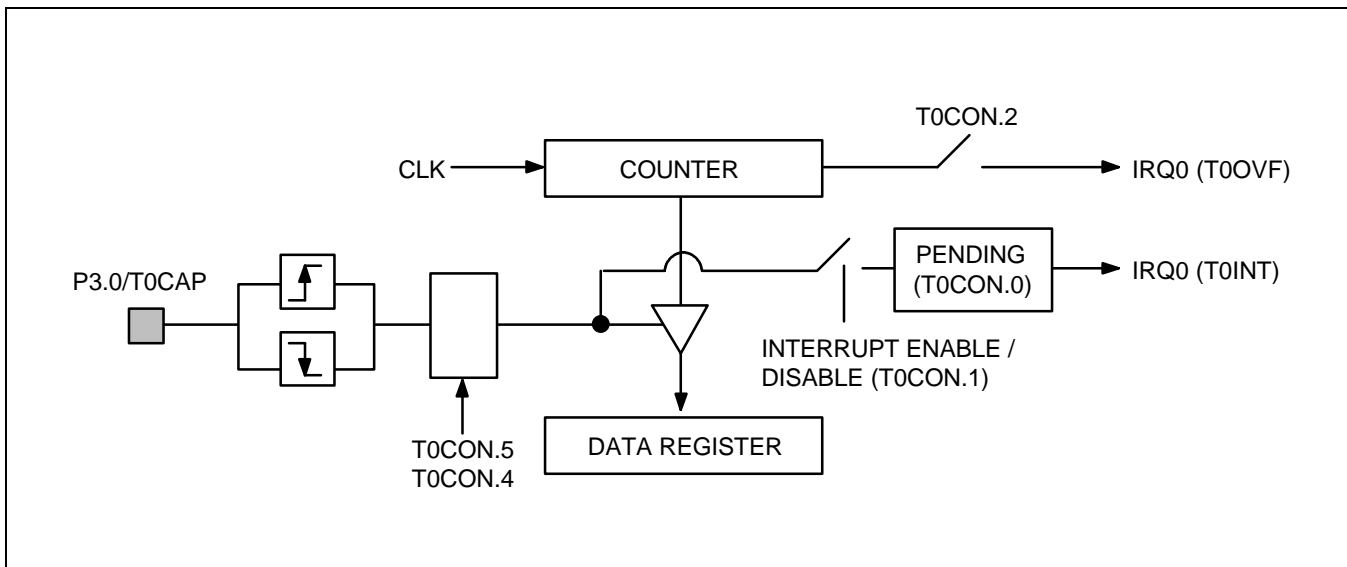 T0CON.2
CLK
COUNTER
IRQ0 (T0OVF)
P3.0/T0CAP
PENDING
(T0CON.0)
IRQ0 (T0INT)
INTERRUPT ENABLE /
DISABLE (T0CON.1)
T0CON.5
T0CON.4
DATA REGISTER